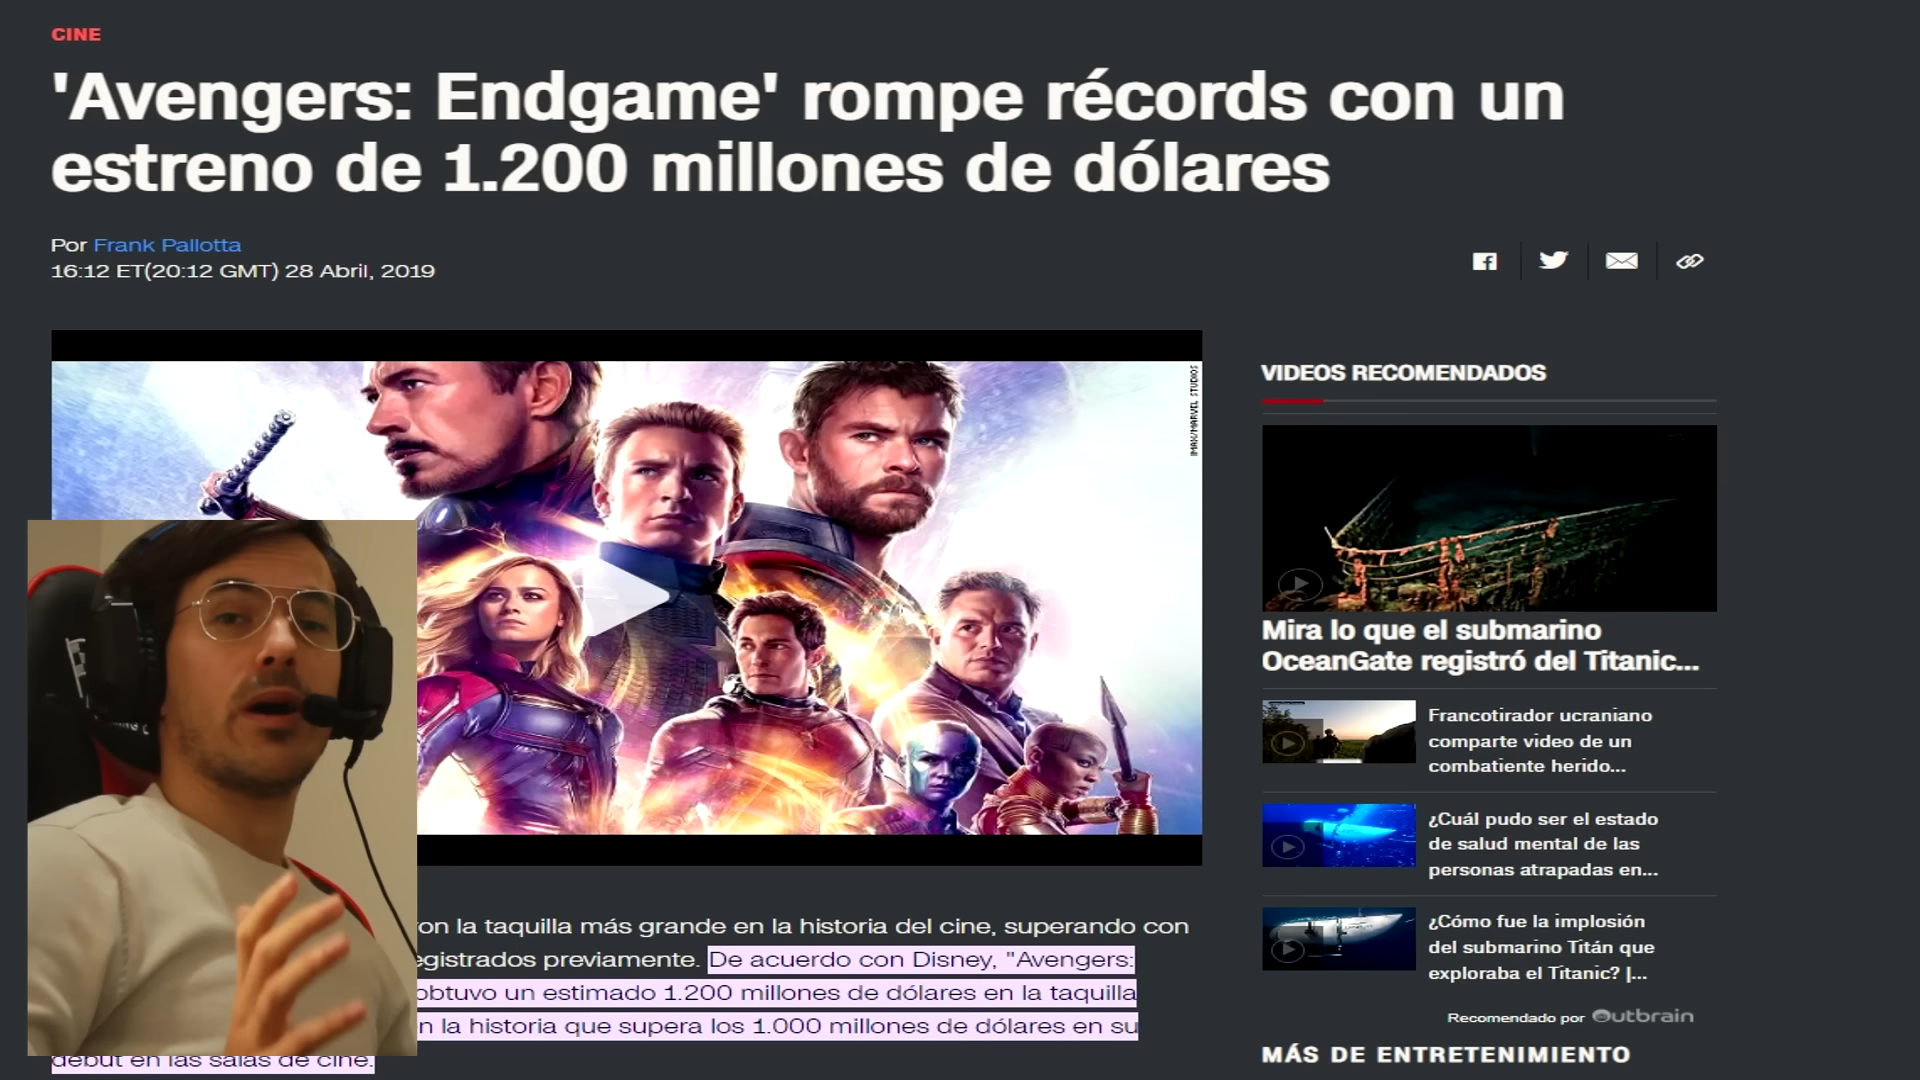 CINE
'Avengers: Endgame' rompe récords con un
estreno de 1.200 millones de dólares
Por Frank Pallotta
16:12 ET(20:12 GMT) 28 Abril, 2019
IMAX/MARVEL STUDIOS
on la taquilla más grande en la historia del cine, superando con
egistrados previamente. De acuerdo con Disney, "Avengers:
obtuvo un estimado 1.200 millones de dólares en la taquilla
n la historia que supera los 1.000 millones de dólares en su
debut en las salas de cine.
VIDEOS RECOMENDADOS
Mira lo que el submarino
OceanGate registró del Titanic...
Francotirador ucraniano
comparte video de un
combatiente herido...
¿Cuál pudo ser el estado
de salud mental de las
personas atrapadas en...
¿Cómo fue la implosión
del submarino Titán que
exploraba el Titanic? |...
Recomendado por Outbrain
MÁS DE ENTRETENIMIENTO